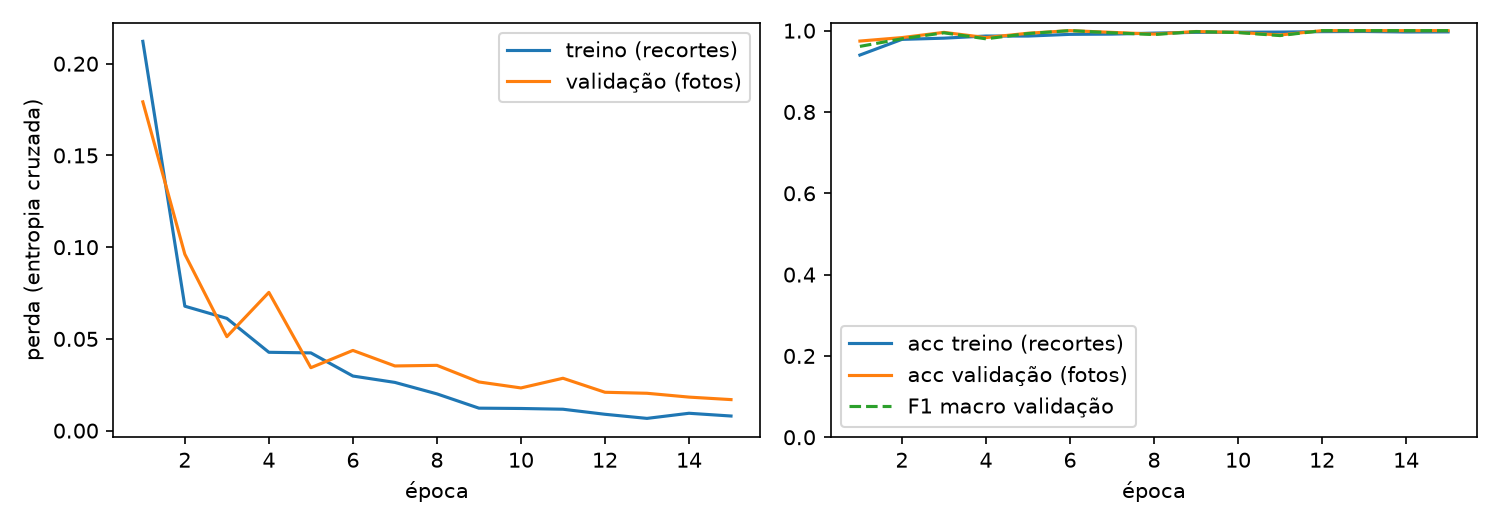 perda (entropia cruzada)
0.20
0.15
0.10
0.05
0.00
treino (recortes)
validação (fotos)
2 4 6 8 10 12 14
época
1.0
0.8
0.6
0.4
0.2
0.0
acc treino (recortes)
acc validação (fotos)
F1 macro validação
2 4 6 8 10 12 14
época